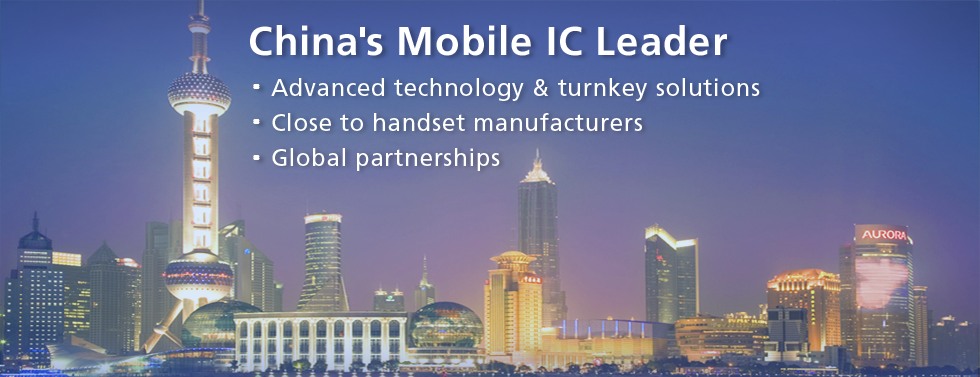 China's Mobile IC Leader
▪ Advanced technology & turnkey solutions
▪ Close to handset manufacturers
▪ Global partnerships
AURORA